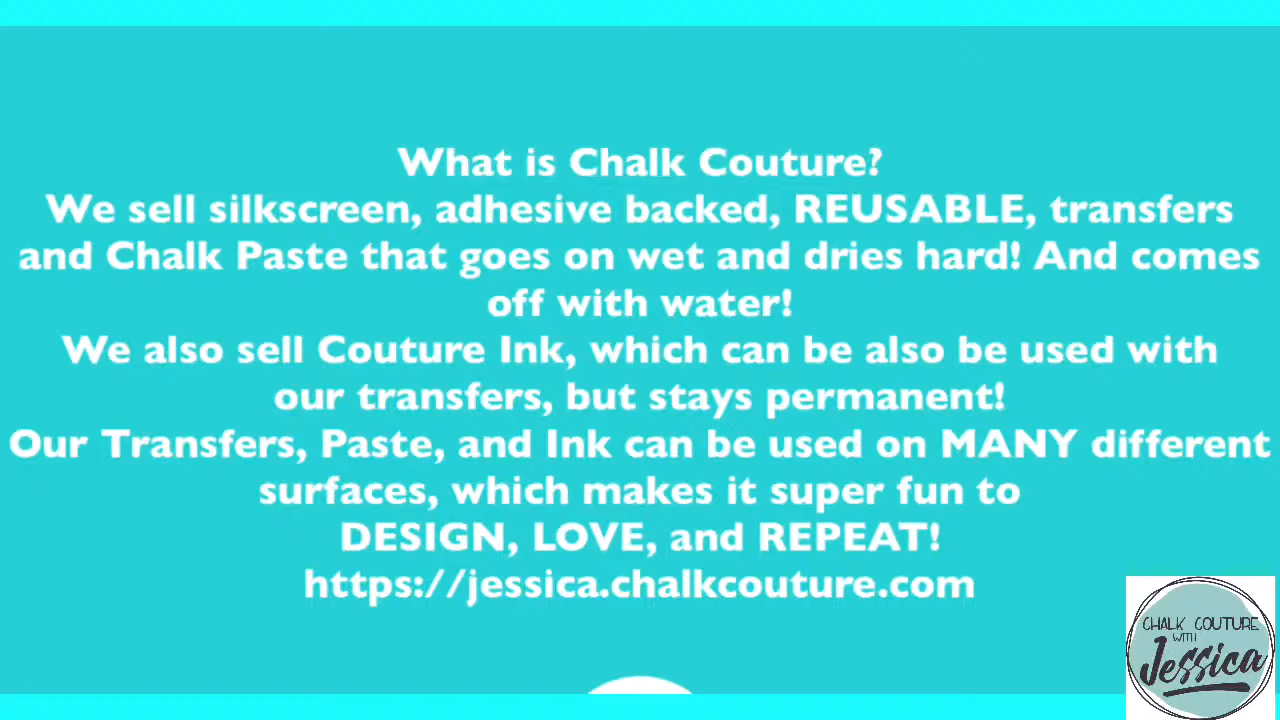 What is Chalk Couture?
We sell silkscreen, adhesive backed, REUSABLE, transfers
and Chalk Paste that goes on wet and dries hard! And comes
off with water!
We also sell Couture Ink, which can be also be used with
our transfers, but stays permanent!
Our Transfers, Paste, and Ink can be used on MANY different
surfaces, which makes it super fun to
DESIGN, LOVE, and REPEAT!
https://jessica.chalkcouture.com
CHALK COUTURE
WITH
Jessica